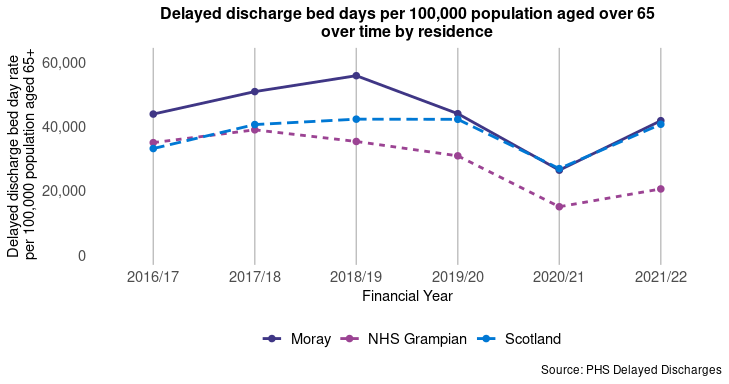 Delayed discharge bed days per 100,000 population aged over 65
over time by residence
Delayed discharge bed day rate
per 100,000 population aged 65+
60,000
40,000
20,000
0
2016/17 2017/18 2018/19 2019/20 2020/21 2021/22
Financial Year
Moray NHS Grampian Scotland
Source: PHS Delayed Discharges